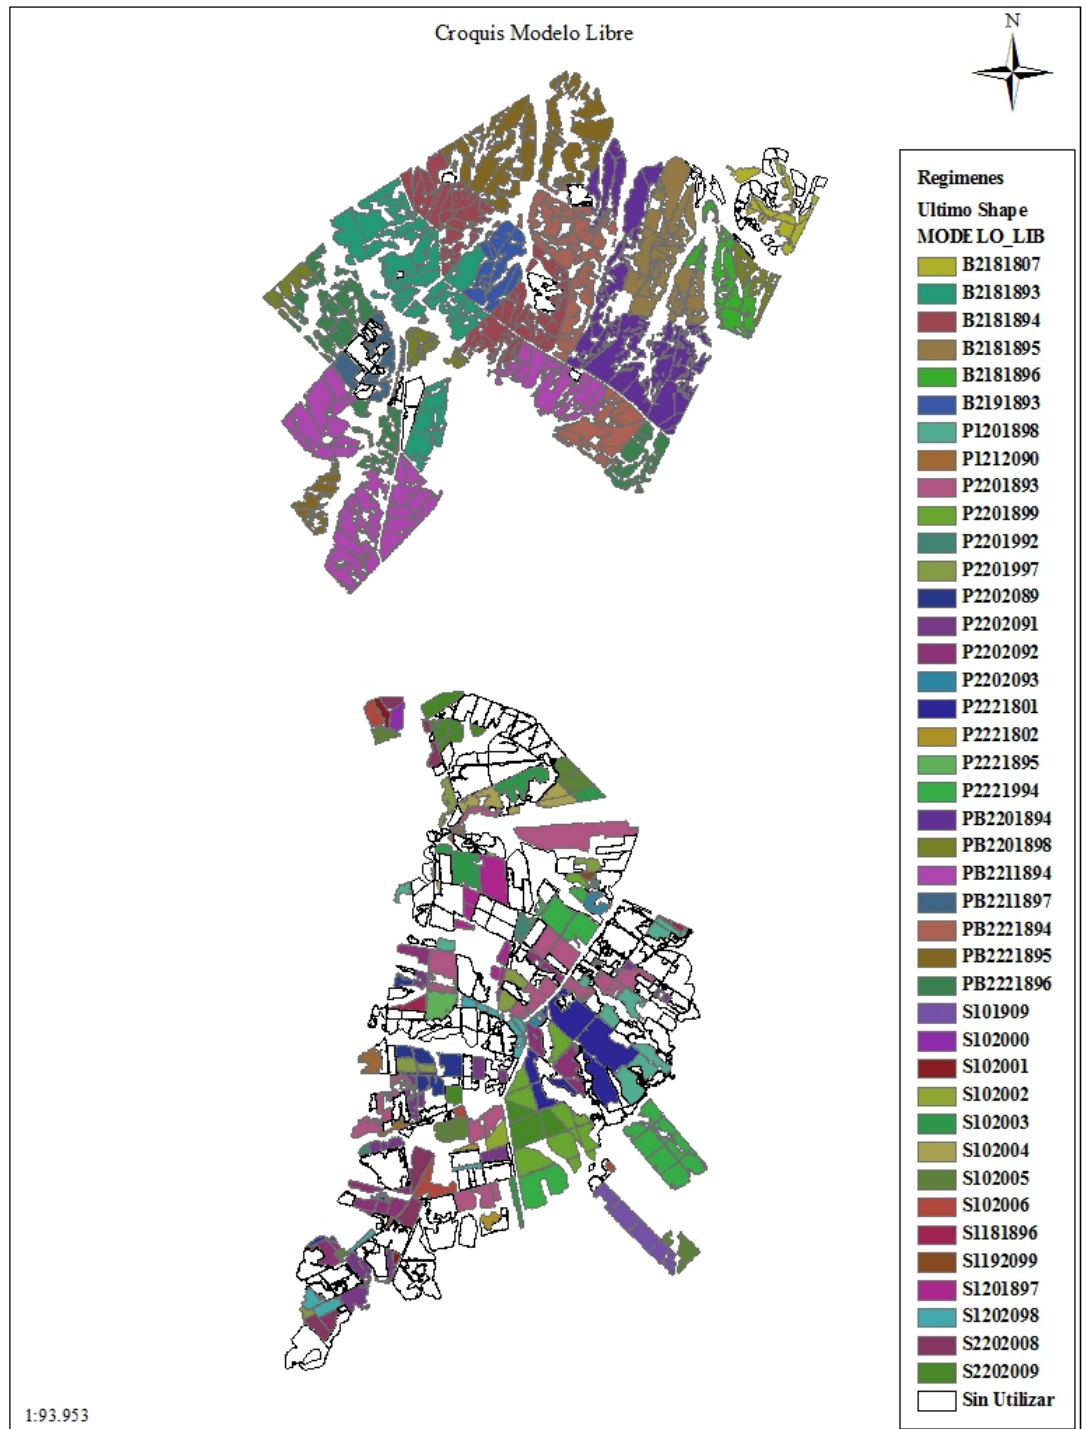 Croquis Modelo Libre
N
Regimenes
Ultimo Shape
MODELO_LIB
B2181807
B2181893
B2181894
B2181895
B2181896
B2191893
P1201898
P1212090
P2201893
P2201899
P2201992
P2201997
P2202089
P2202091
P2202092
P2202093
P2221801
P2221802
P2221895
P2221994
PB2201894
PB2201898
PB2211894
PB2211897
PB2221894
PB2221895
PB2221896
S101909
S102000
S102001
S102002
S102003
S102004
S102005
S102006
S1181896
S1192099
S1201897
S1202098
S2202008
S2202009
Sin Utilizar
1:93.953